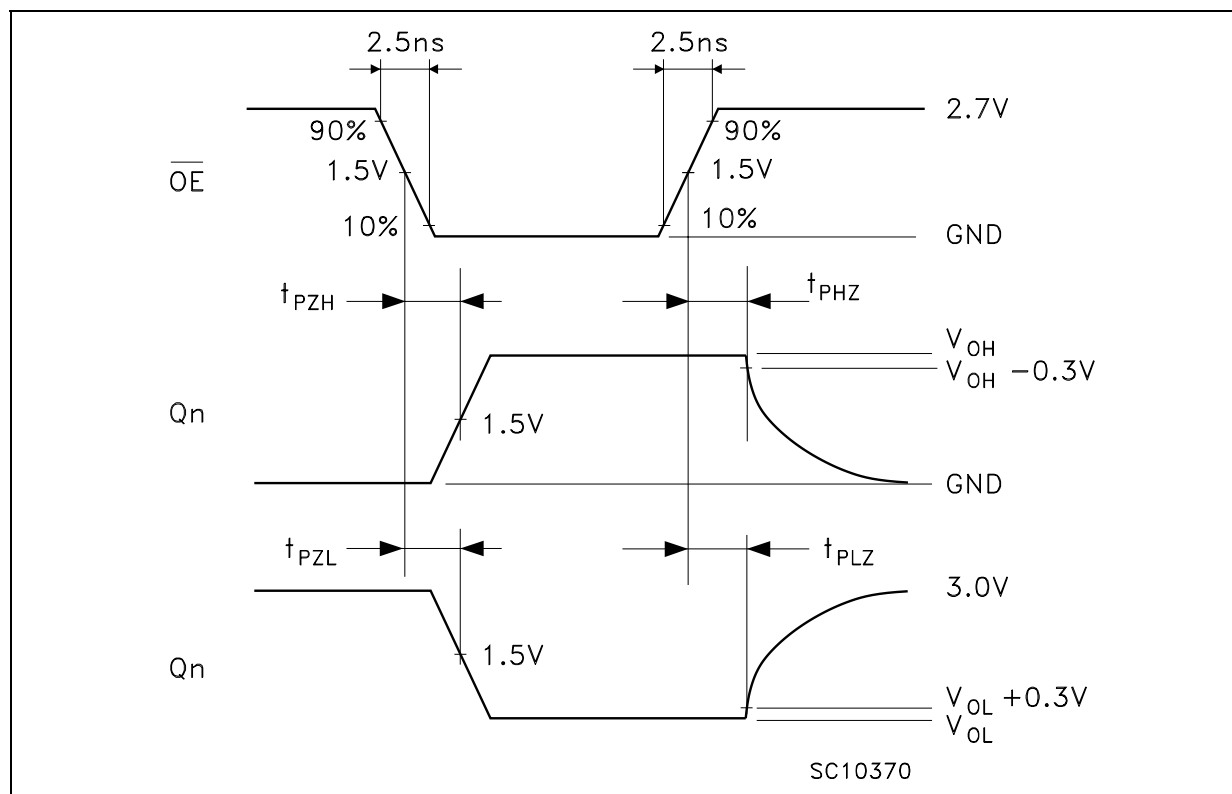 2.5ns 2.5ns
2.7V
90% 90%
1.5V 1.5V
O̅E̅
10% 10%
GND
tPZH tPHZ
VOH
VOH −0.3V
Qn
1.5V
GND
tPZL tPLZ
3.0V
1.5V
Qn
VOL +0.3V
VOL
SC10370